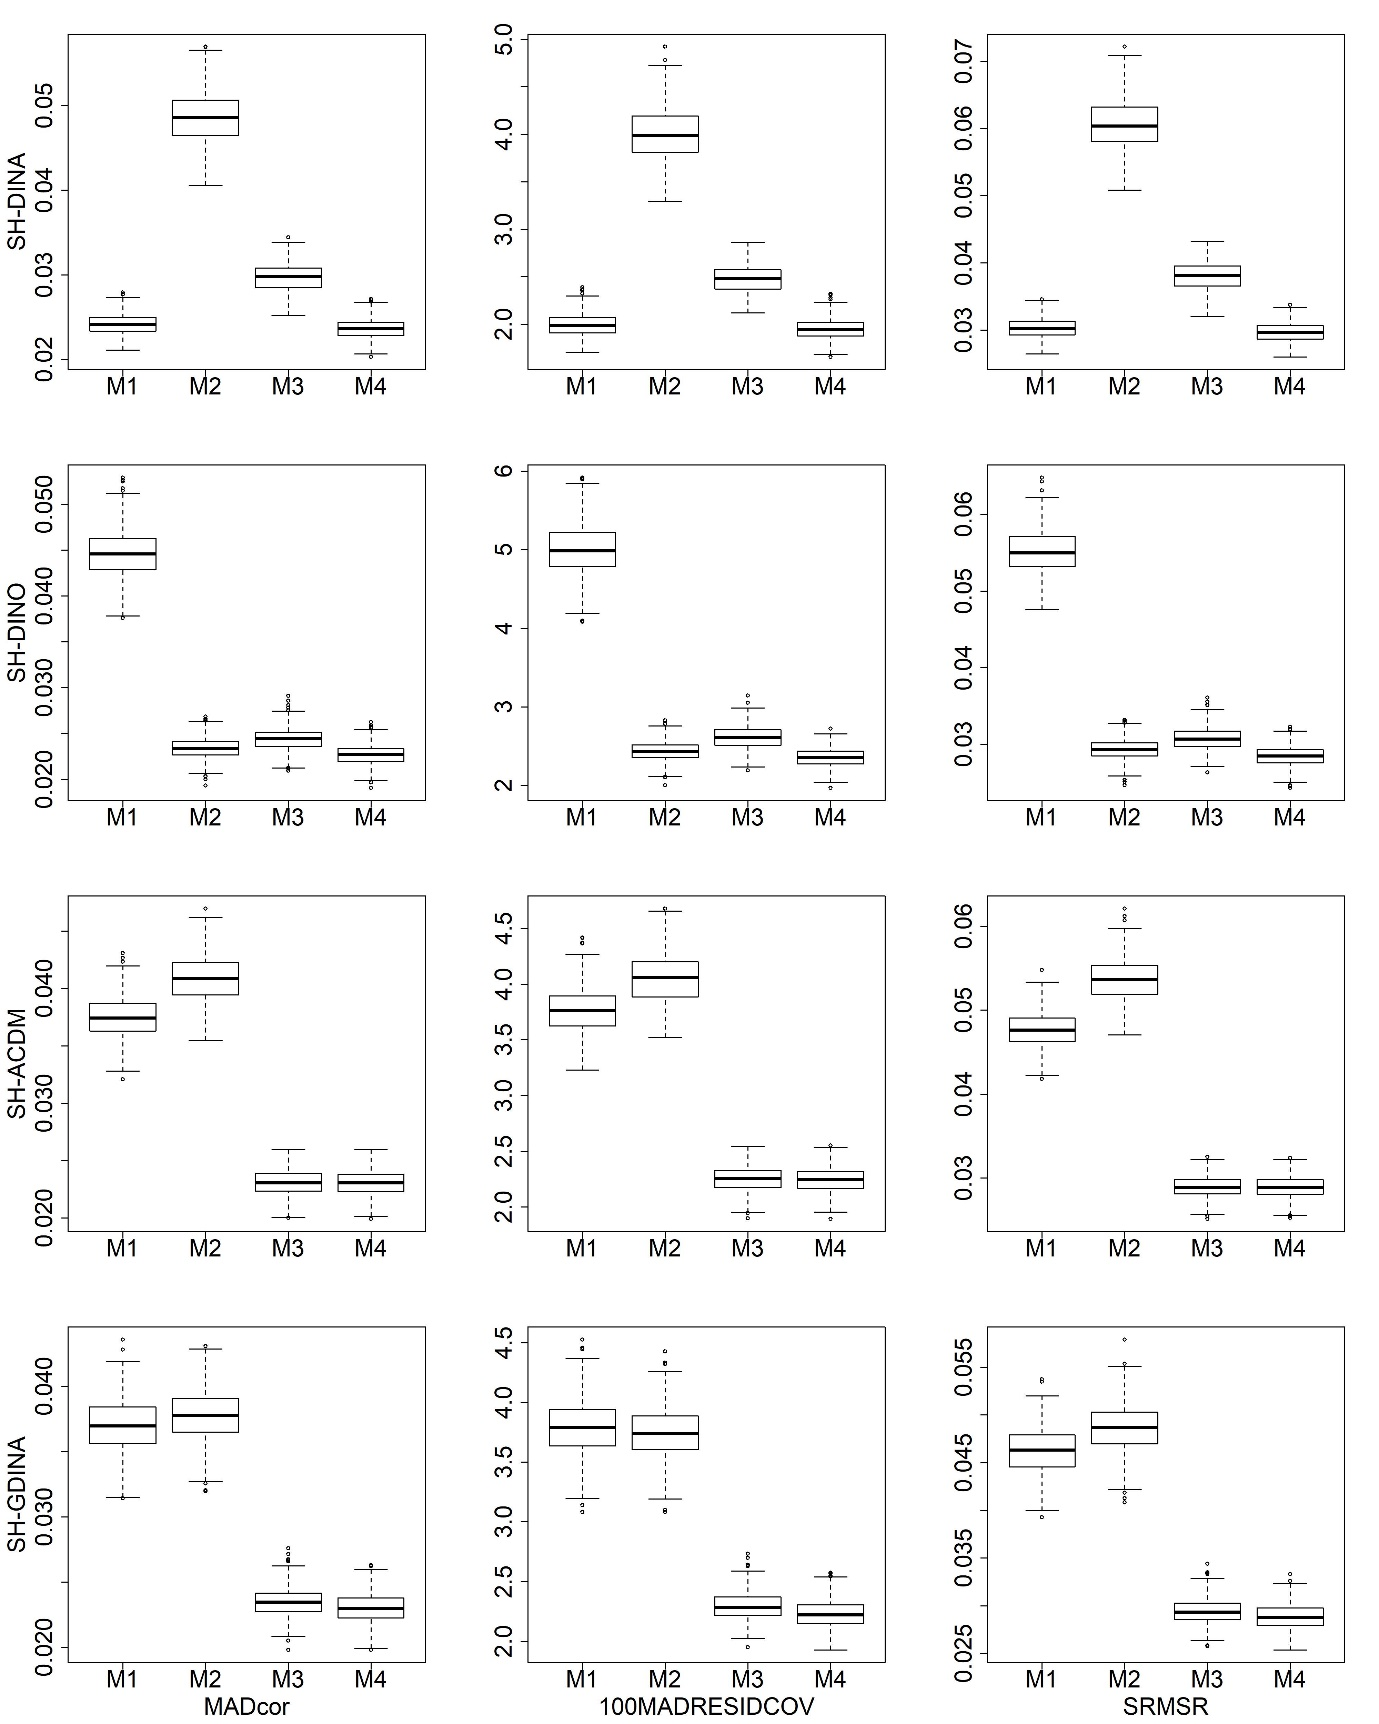 SH-DINA
0.02 0.03 0.04 0.05
M1 M2 M3 M4
2.0 3.0 4.0 5.0
M1 M2 M3 M4
0.03 0.04 0.05 0.06 0.07
M1 M2 M3 M4
SH-DINO
0.020 0.030 0.040 0.050
M1 M2 M3 M4
2 3 4 5 6
M1 M2 M3 M4
0.03 0.04 0.05 0.06
M1 M2 M3 M4
SH-ACDM
0.020 0.030 0.040
M1 M2 M3 M4
2.0 2.5 3.0 3.5 4.0 4.5
M1 M2 M3 M4
0.03 0.04 0.05 0.06
M1 M2 M3 M4
SH-GDINA
0.020 0.030 0.040
M1 M2 M3 M4
MADcor
2.0 2.5 3.0 3.5 4.0 4.5
M1 M2 M3 M4
100MADRESIDCOV
0.025 0.035 0.045 0.055
M1 M2 M3 M4
SRMSR